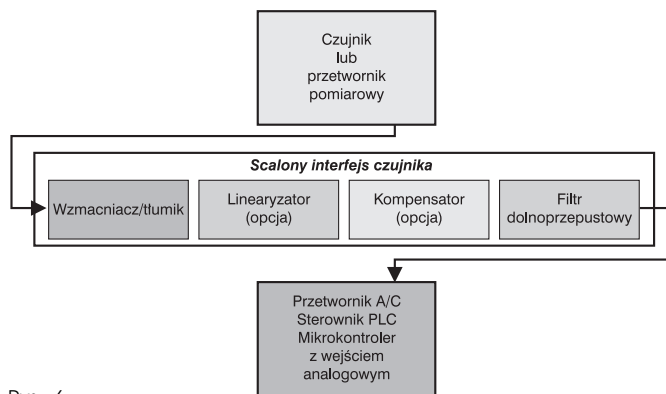 Czujnik
lub
przetwornik
pomiarowy
Scalony interfejs czujnika
Wzmacniacz/tłumik
Linearyzator
(opcja)
Kompensator
(opcja)
Filtr
dolnoprzepustowy
Przetwornik A/C
Sterownik PLC
Mikrokontroler
z wejściem
analogowym